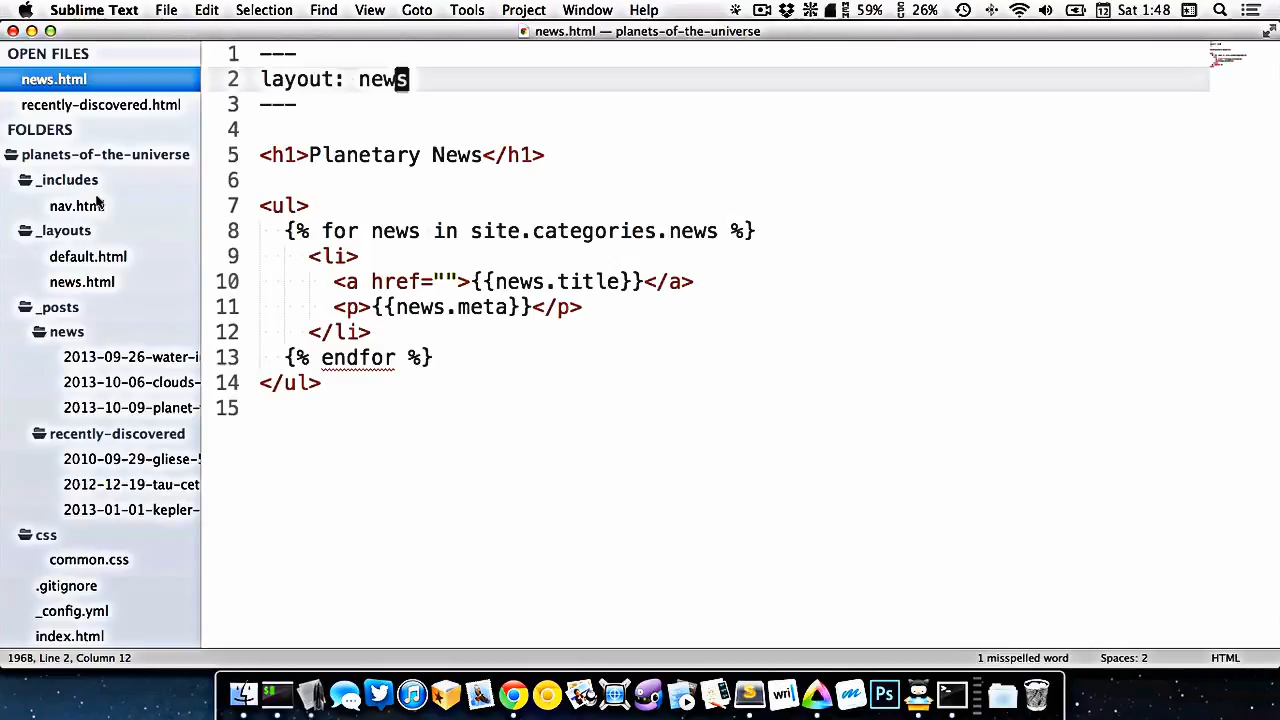 Sublime Text File Edit Selection Find View Goto Tools Project Window Help 59% 26% 12 Sat 1:48
news.html — planets-of-the-universe
OPEN FILES
news.html
recently-discovered.html
FOLDERS
planets-of-the-universe
_includes
nav.html
_layouts
default.html
news.html
_posts
news
2013-09-26-water-i
2013-10-06-clouds-
2013-10-09-planet-
recently-discovered
2010-09-29-gliese-5
2012-12-19-tau-cet
2013-01-01-kepler-
css
common.css
.gitignore
_config.yml
index.html
1 ---
2 layout: news
3 ---
4
5 <h1>Planetary News</h1>
6
7 <ul>
8 {% for news in site.categories.news %}
9 <li>
10 <a href="">{{news.title}}</a>
11 <p>{{news.meta}}</p>
12 </li>
13 {% endfor %}
14 </ul>
15
196B, Line 2, Column 12 1 misspelled word Spaces: 2 HTML
wri Ps